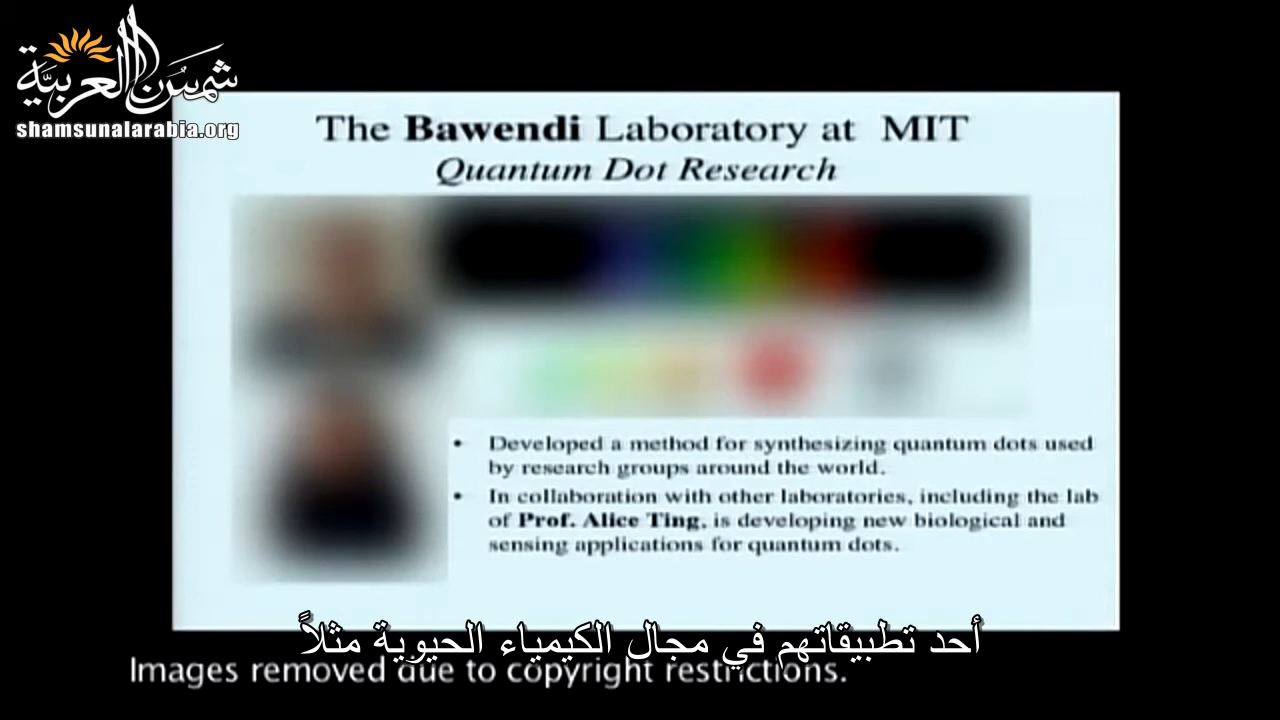 شمس العربية
shamsunalarabia.org
The Bawendi Laboratory at MIT
Quantum Dot Research
• Developed a method for synthesizing quantum dots used
by research groups around the world.
• In collaboration with other laboratories, including the lab
of Prof. Alice Ting, is developing new biological and
sensing applications for quantum dots.
أحد تطبيقاتهم في مجال الكيمياء الحيوية مثلاً
Images removed due to copyright restrictions.